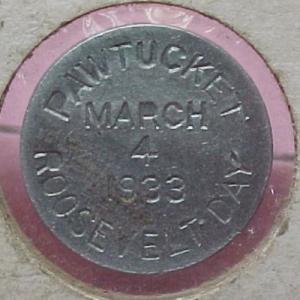 PAWTUCKET
MARCH
4
1933
ROOSEVELT DAY